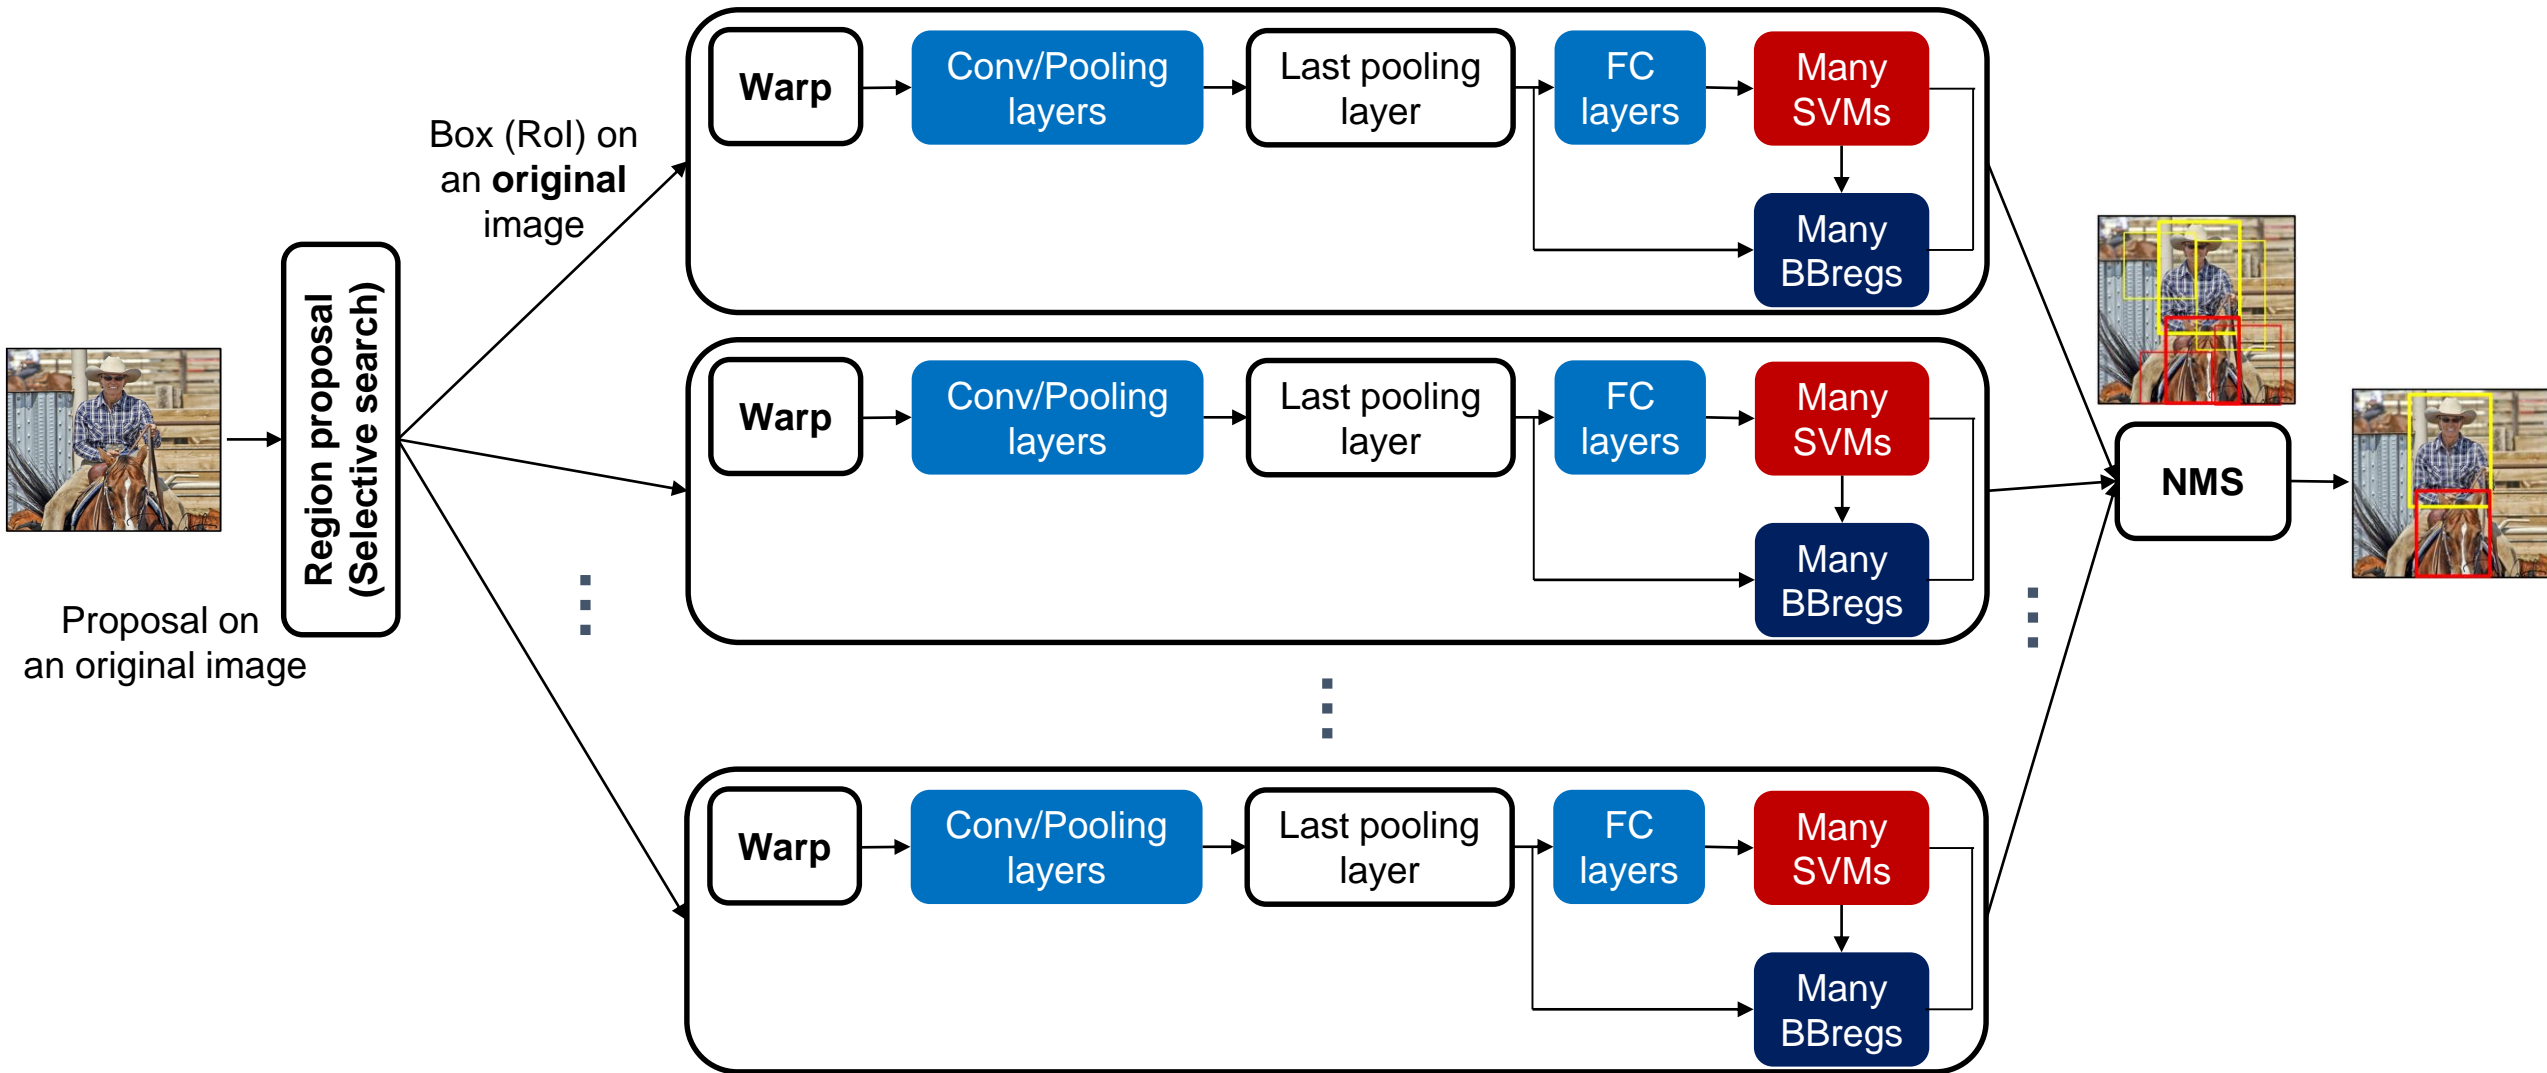 Warp
Conv/Pooling
layers
Last pooling
layer
FC
layers
Many
SVMs
Many
BBregs
Box (RoI) on
an original
image
Region proposal
(Selective search)
Proposal on
an original image
Warp
Conv/Pooling
layers
Last pooling
layer
FC
layers
Many
SVMs
Many
BBregs
NMS
Warp
Conv/Pooling
layers
Last pooling
layer
FC
layers
Many
SVMs
Many
BBregs